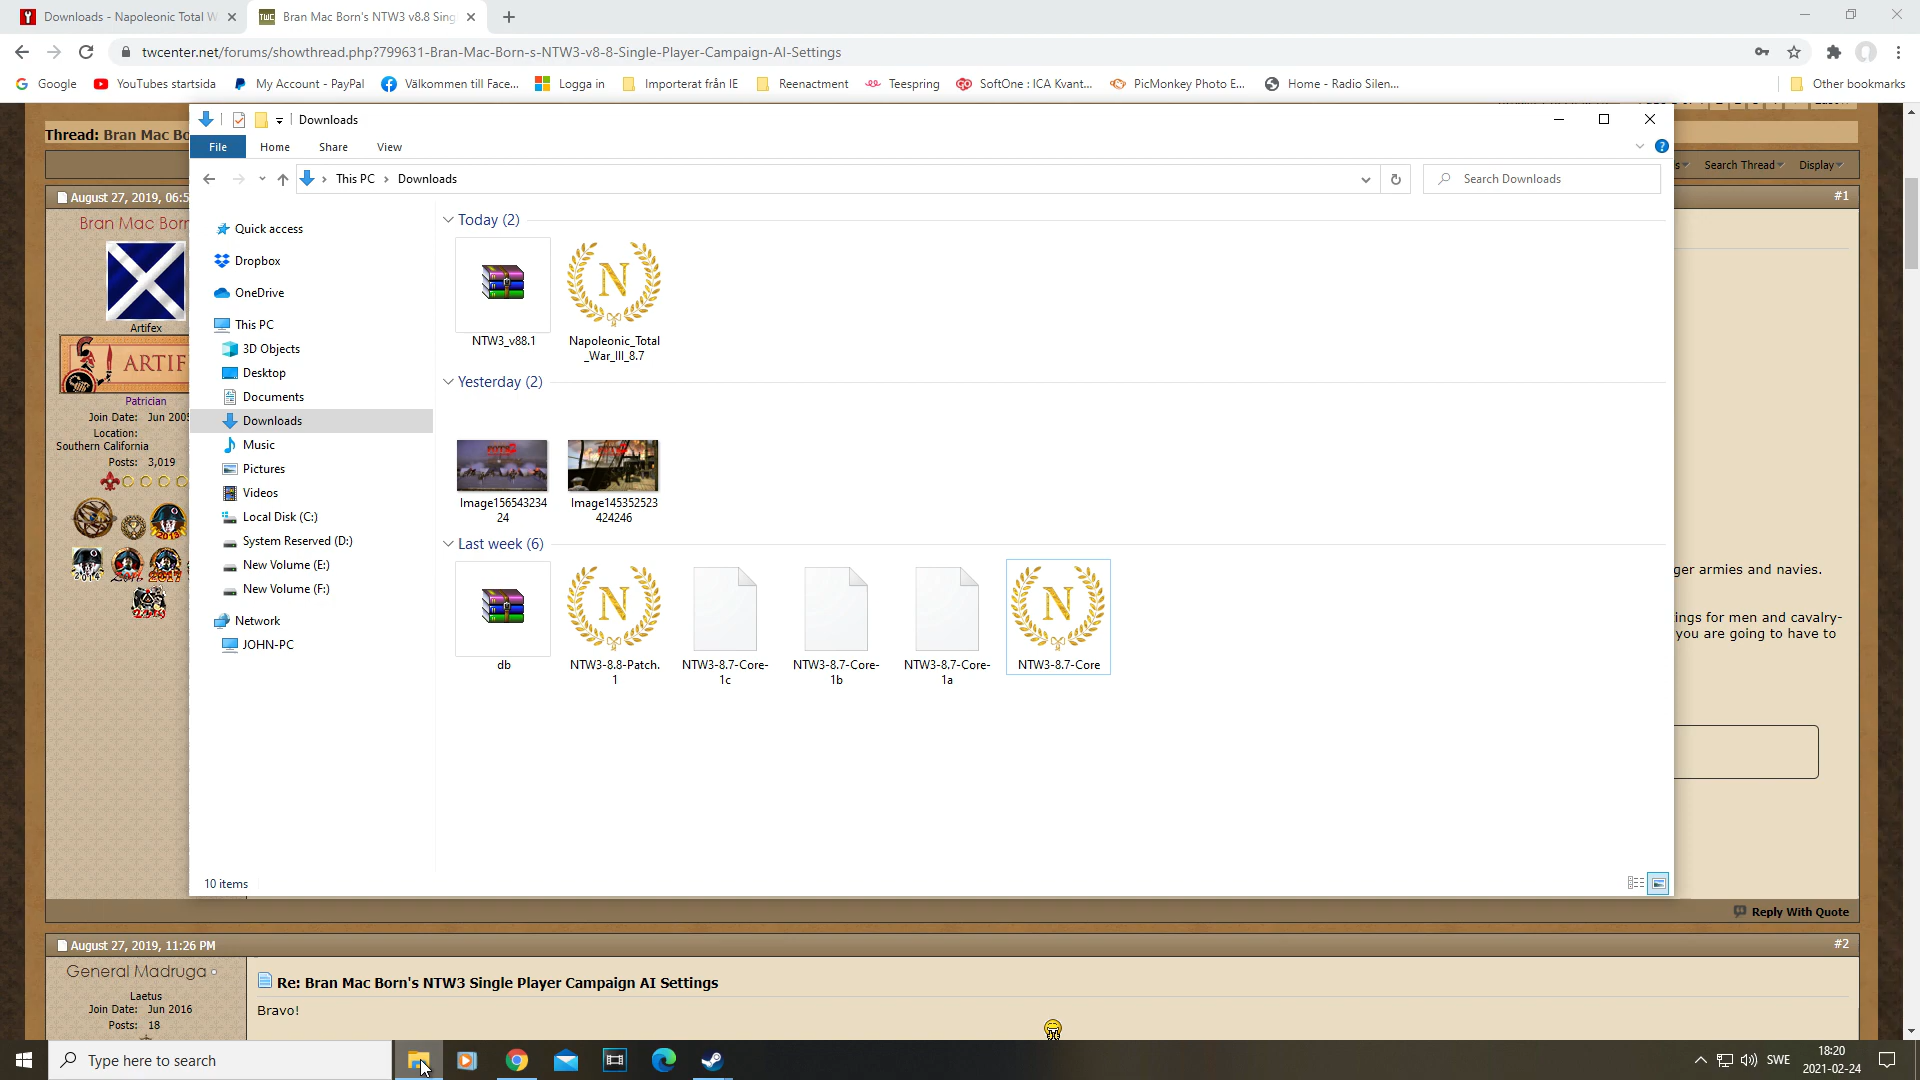 Downloads - Napoleonic Total W
TWC
Bran Mac Born's NTW3 v8.8 Sing
twcenter.net/forums/showthread.php?799631-Bran-Mac-Born-s-NTW3-v8-8-Single-Player-Campaign-AI-Settings
Google
YouTubes startsida
My Account - PayPal
Välkommen till Face...
Logga in
Importerat från IE
Reenactment
Teespring
SoftOne : ICA Kvant...
PicMonkey Photo E...
Home - Radio Silen...
Other bookmarks
Downloads
Thread: Bran Mac Bo
File
Home
Share
View
Search Thread
Display
This PC
Downloads
Search Downloads
August 27, 2019, 06:5
#1
Bran Mac Born
Artifex
ARTIF
Patrician
Join Date: Jun 2005
Location:
Southern California
Posts: 3,019
2013
2014
2017
Quick access
Dropbox
OneDrive
This PC
3D Objects
Desktop
Documents
Downloads
Music
Pictures
Videos
Local Disk (C:)
System Reserved (D:)
New Volume (E:)
New Volume (F:)
Network
JOHN-PC
Today (2)
N
NTW3_v88.1
Napoleonic_Total
_War_III_8.7
Yesterday (2)
Image156543234
24
Image145352523
424246
Last week (6)
N
N
db
NTW3-8.8-Patch.
1
NTW3-8.7-Core-
1c
NTW3-8.7-Core-
1b
NTW3-8.7-Core-
1a
NTW3-8.7-Core
ger armies and navies.
ings for men and cavalry-
you are going to have to
10 items
Reply With Quote
August 27, 2019, 11:26 PM
#2
General Madruga
Laetus
Join Date: Jun 2016
Posts: 18
Re: Bran Mac Born's NTW3 Single Player Campaign AI Settings
Bravo!
Type here to search
SWE
18:20
2021-02-24